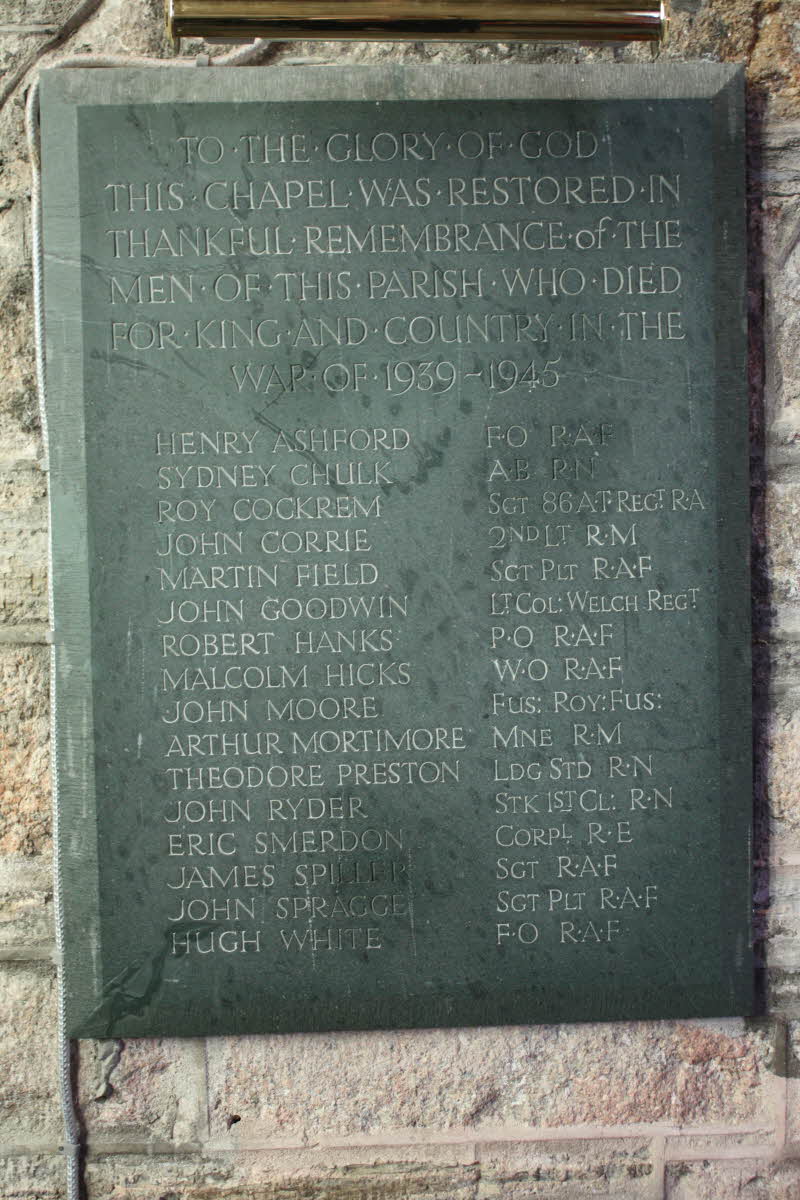 TO·THE·GLORY·OF·GOD
THIS·CHAPEL·WAS·RESTORED·IN
THANKFUL·REMEMBRANCE·of·THE
MEN·OF·THIS·PARISH·WHO·DIED
FOR·KING·AND·COUNTRY·IN·THE
WAR·OF·1939-1945
HENRY ASHFORD F·O R·A·F
SYDNEY CHULK A·B R·N
ROY COCKREM SGT 86 A·T·REGT R·A
JOHN CORRIE 2ND LT R·M
MARTIN FIELD SGT PLT R·A·F
JOHN GOODWIN LT COL: WELCH REGT
ROBERT HANKS P·O R·A·F
MALCOLM HICKS W·O R·A·F
JOHN MOORE FUS: ROY: FUS:
ARTHUR MORTIMORE MNE R·M
THEODORE PRESTON LDG STD R·N
JOHN RYDER STK 1ST CL: R·N
ERIC SMERDON CORPL R·E
JAMES SPILLER SGT R·A·F
JOHN SPRAGGE SGT PLT R·A·F
HUGH WHITE F·O R·A·F